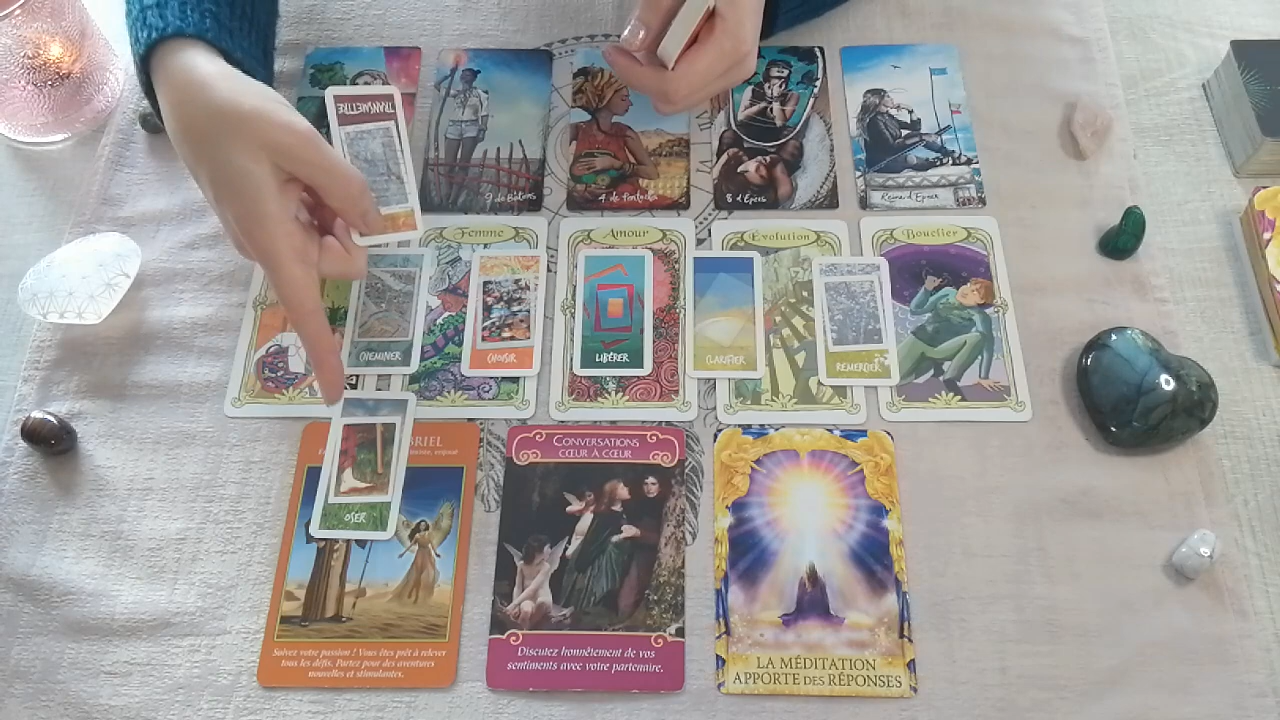 TRANSMETTRE
9 de Bâtons
4 de Pentacles
8 d'Epées
Reine d'Epées
Femme
Amour
Évolution
Bouclier
CHEMINER
CHOISIR
LIBÉRER
CLARIFIER
REMERCIER
OSER
BRIEL
CONVERSATIONS
CŒUR À CŒUR
Suivez votre passion ! Vous êtes prêt à relever
tous les défis. Partez pour des aventures
nouvelles et stimulantes.
Discutez honnêtement de vos
sentiments avec votre partenaire.
LA MÉDITATION
APPORTE DES RÉPONSES